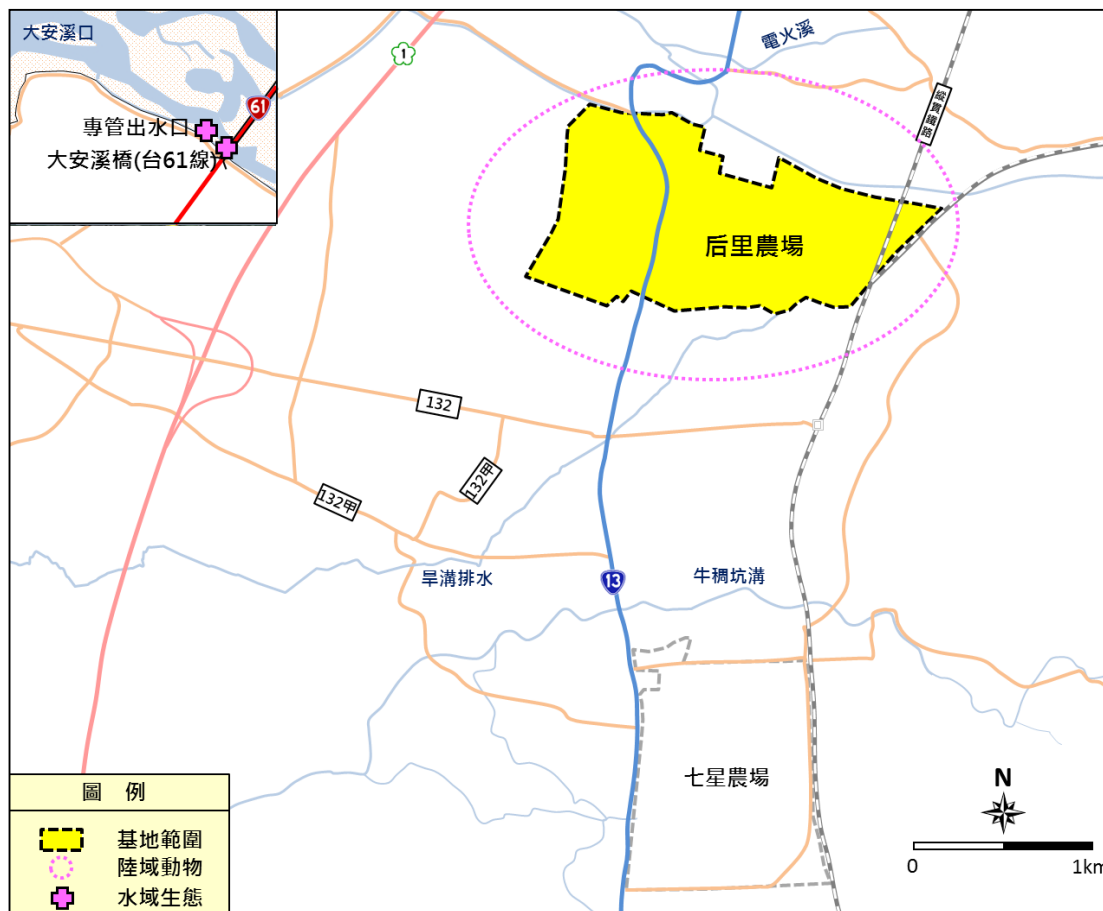 大安溪口
61
專管出水口
大安溪橋(台61線)
1
電火溪
縱貫鐵路
后里農場
132
132甲
132甲
旱溝排水
13
牛稠坑溝
七星農場
圖 例
基地範圍
陸域動物
水域生態
N
0 1km